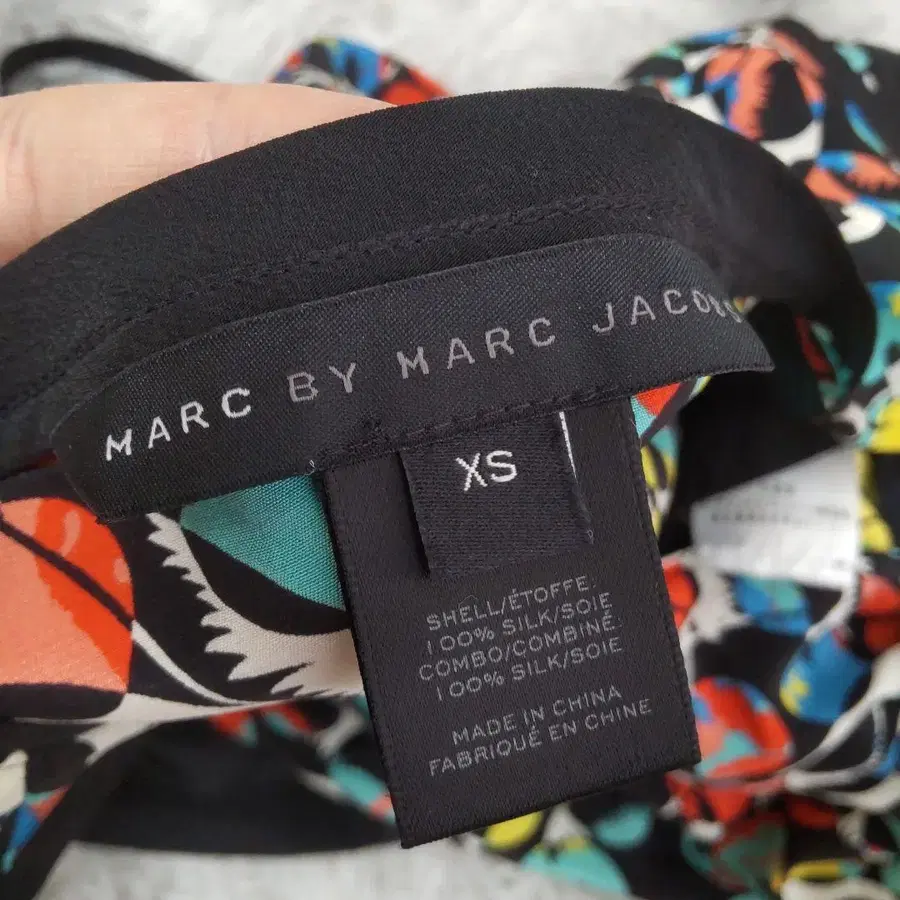 MARC BY MARC JACOBS
XS
SHELL/ÉTOFFE:
100% SILK/SOIE
COMBO/COMBINÉ:
100% SILK/SOIE
MADE IN CHINA
FABRIQUÉ EN CHINE